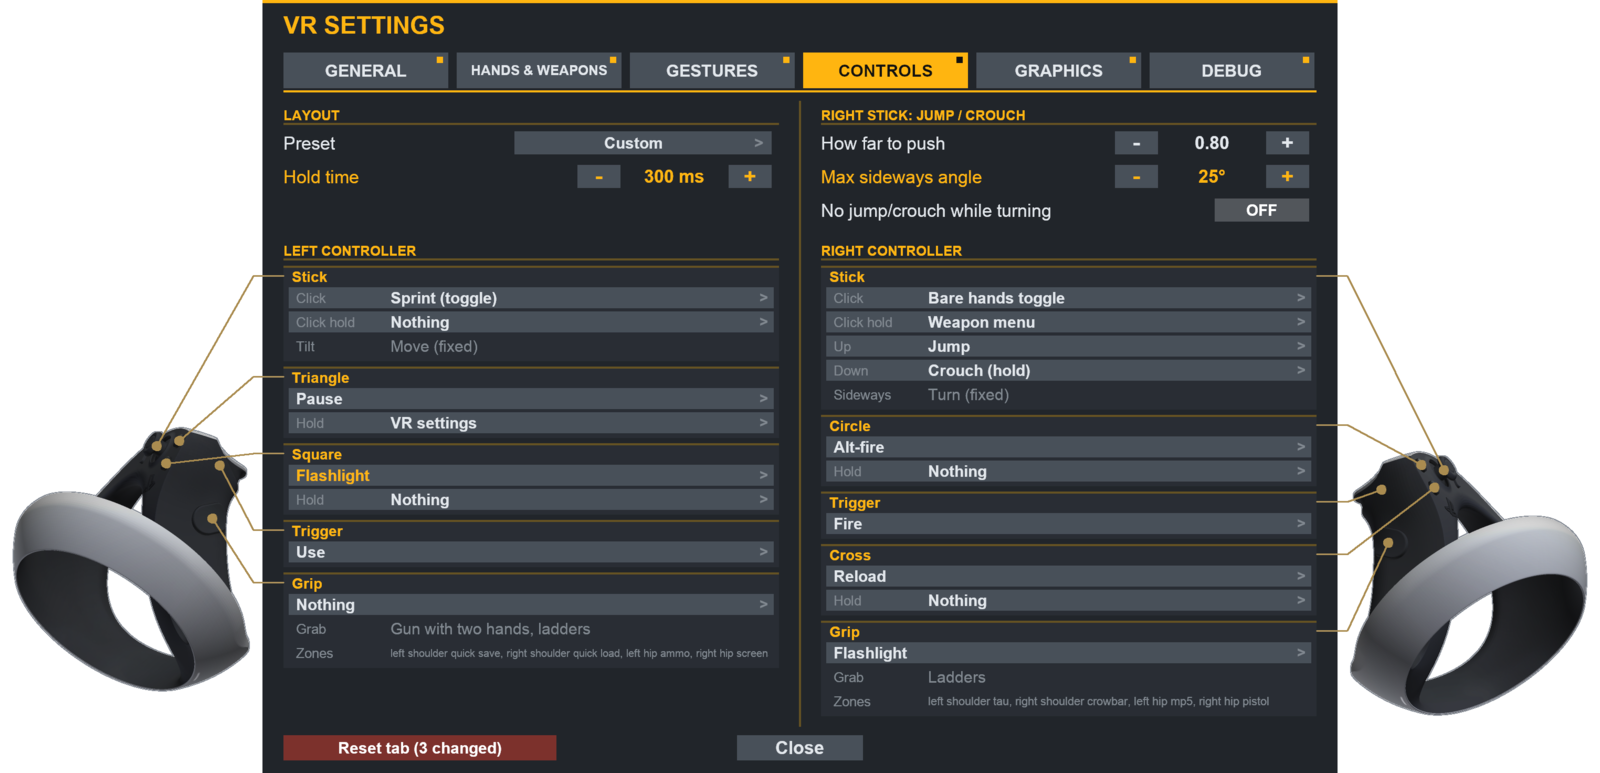 VR SETTINGS
GENERAL
HANDS & WEAPONS
GESTURES
CONTROLS
GRAPHICS
DEBUG
LAYOUT
Preset Custom >
Hold time - 300 ms +
RIGHT STICK: JUMP / CROUCH
How far to push - 0.80 +
Max sideways angle - 25° +
No jump/crouch while turning OFF
LEFT CONTROLLER
Stick
Click Sprint (toggle) >
Click hold Nothing >
Tilt Move (fixed)
Triangle
Pause >
Hold VR settings >
Square
Flashlight >
Hold Nothing >
Trigger
Use >
Grip
Nothing >
Grab Gun with two hands, ladders
Zones left shoulder quick save, right shoulder quick load, left hip ammo, right hip screen
RIGHT CONTROLLER
Stick
Click Bare hands toggle >
Click hold Weapon menu >
Up Jump >
Down Crouch (hold) >
Sideways Turn (fixed)
Circle
Alt-fire >
Hold Nothing >
Trigger
Fire >
Cross
Reload >
Hold Nothing >
Grip
Flashlight >
Grab Ladders
Zones left shoulder tau, right shoulder crowbar, left hip mp5, right hip pistol
Reset tab (3 changed)
Close